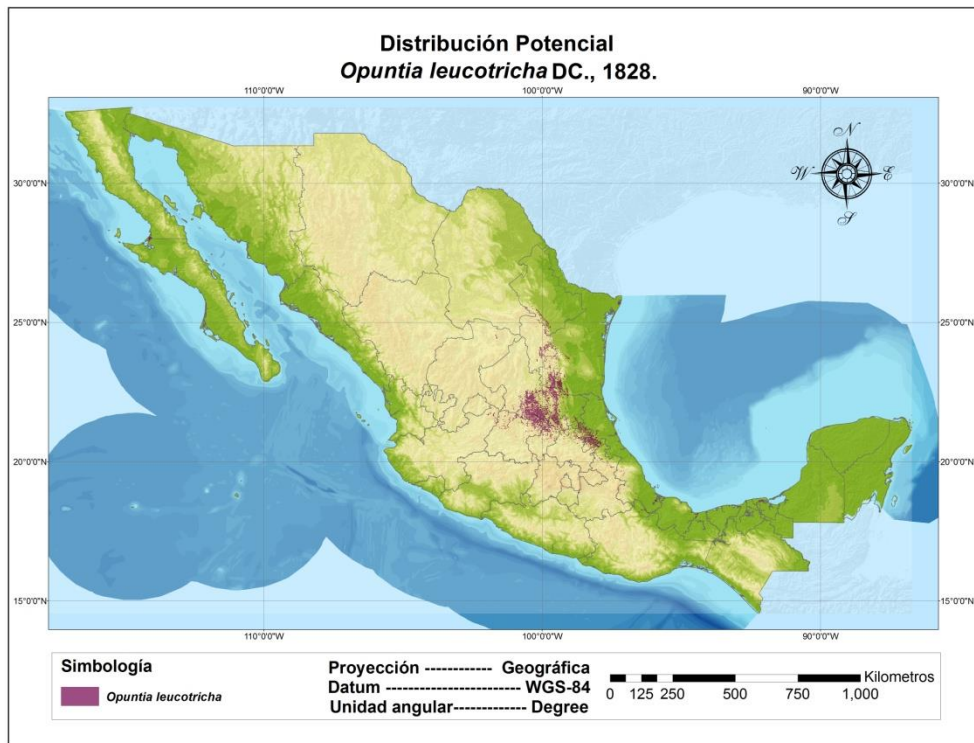 Distribución Potencial
Opuntia leucotricha DC., 1828.
110°0'0"W 100°0'0"W 90°0'0"W
N
W E
S
30°0'0"N 30°0'0"N
25°0'0"N 25°0'0"N
20°0'0"N 20°0'0"N
15°0'0"N 15°0'0"N
110°0'0"W 100°0'0"W 90°0'0"W
Simbología
Opuntia leucotricha
Proyección ------------ Geográfica
Datum ---------------------- WGS-84
Unidad angular------------- Degree
Kilometros
0 125 250 500 750 1,000